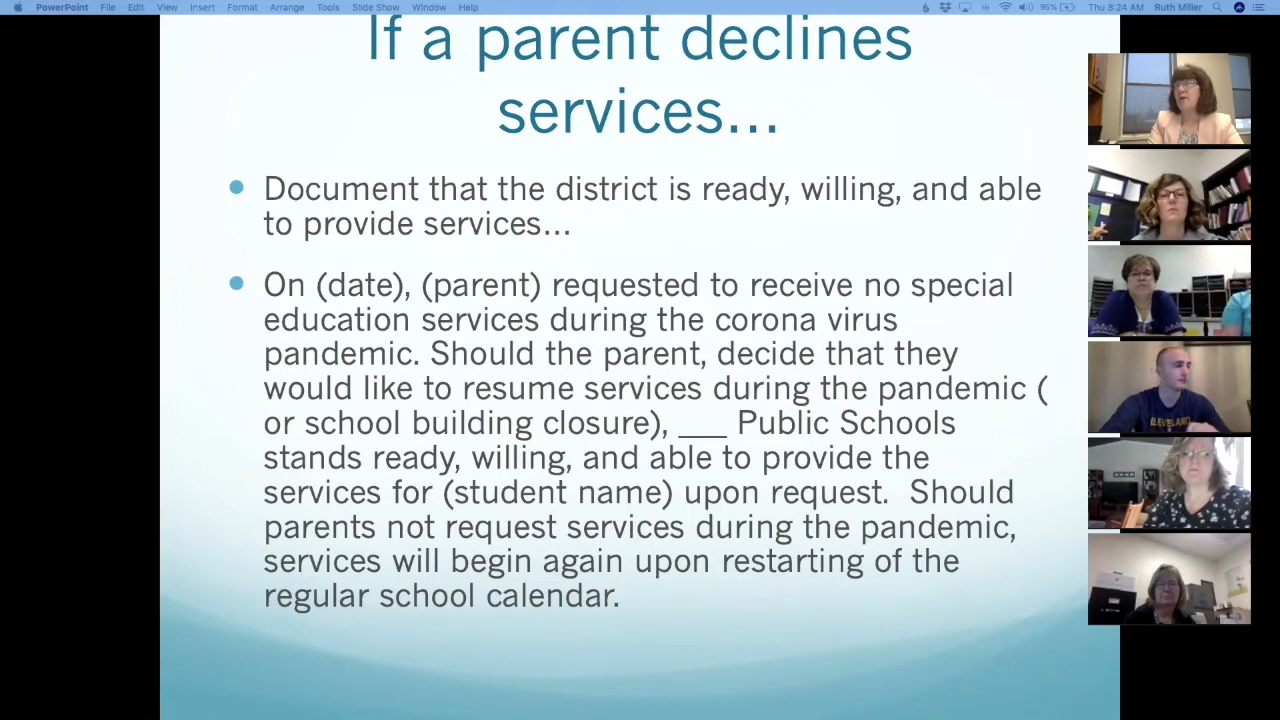 PowerPoint File Edit View Insert Format Arrange Tools Slide Show Window Help 95% Thu 8:24 AM Ruth Miller
If a parent declines
services...
Document that the district is ready, willing, and able
to provide services...
On (date), (parent) requested to receive no special
education services during the corona virus
pandemic. Should the parent, decide that they
would like to resume services during the pandemic (
or school building closure), ___ Public Schools
stands ready, willing, and able to provide the
services for (student name) upon request.  Should
parents not request services during the pandemic,
services will begin again upon restarting of the
regular school calendar.
CLEVELAND